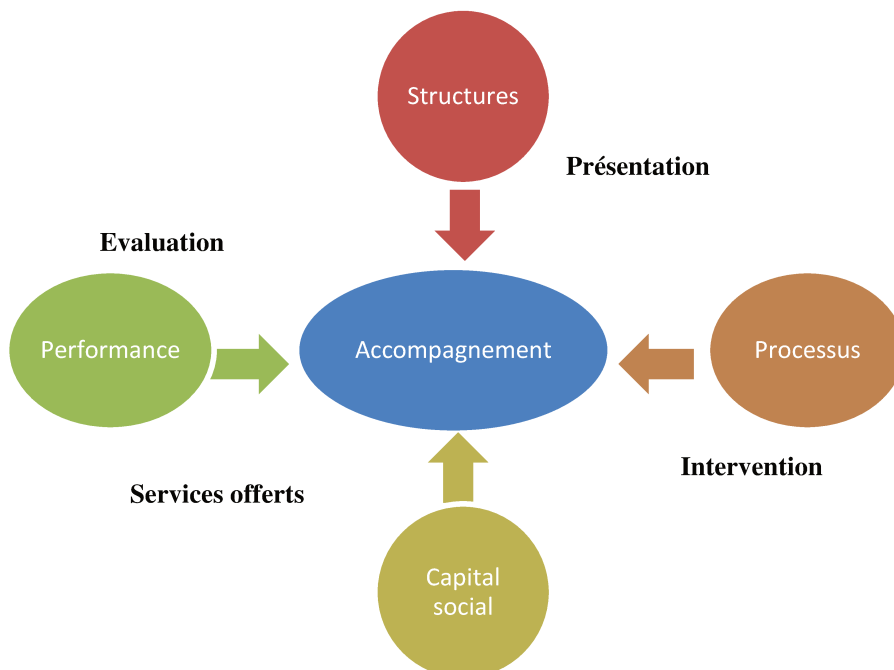 Structures
Présentation
Evaluation
Performance
Accompagnement
Processus
Intervention
Services offerts
Capital
social